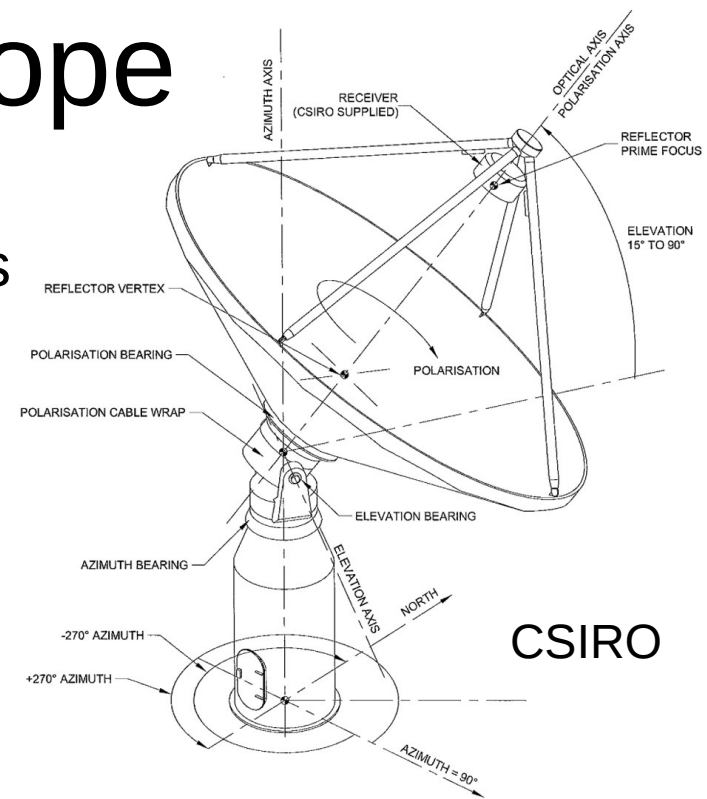 ope
s
AZIMUTH AXIS
OPTICAL AXIS
POLARISATION AXIS
RECEIVER
(CSIRO SUPPLIED)
REFLECTOR
PRIME FOCUS
ELEVATION
15° TO 90°
REFLECTOR VERTEX
POLARISATION BEARING
POLARISATION
POLARISATION CABLE WRAP
ELEVATION BEARING
AZIMUTH BEARING
ELEVATION AXIS
NORTH
CSIRO
-270° AZIMUTH
+270° AZIMUTH
AZIMUTH = 90°